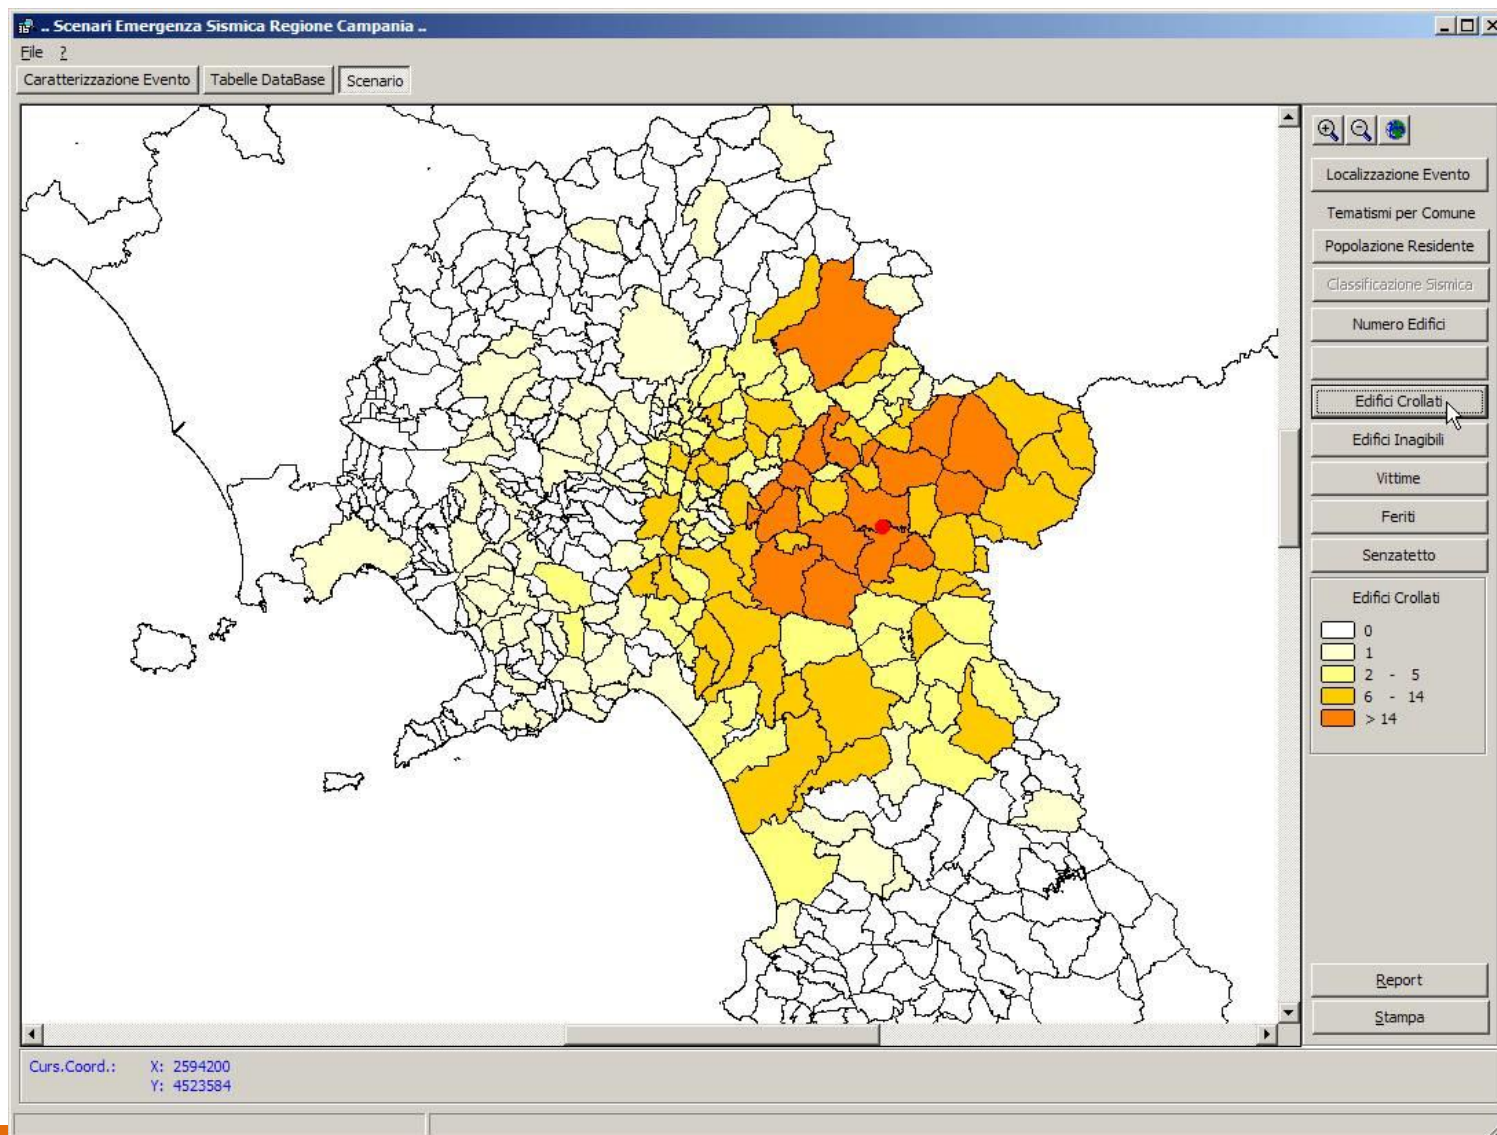 .. Scenari Emergenza Sismica Regione Campania ..
File ?
Caratterizzazione Evento Tabelle DataBase Scenario
Localizzazione Evento
Tematismi per Comune
Popolazione Residente
Classificazione Sismica
Numero Edifici
Edifici Crollati
Edifici Inagibili
Vittime
Feriti
Senzatetto
Edifici Crollati
0
1
2 - 5
6 - 14
> 14
Report
Stampa
Curs.Coord.: X: 2594200
Y: 4523584